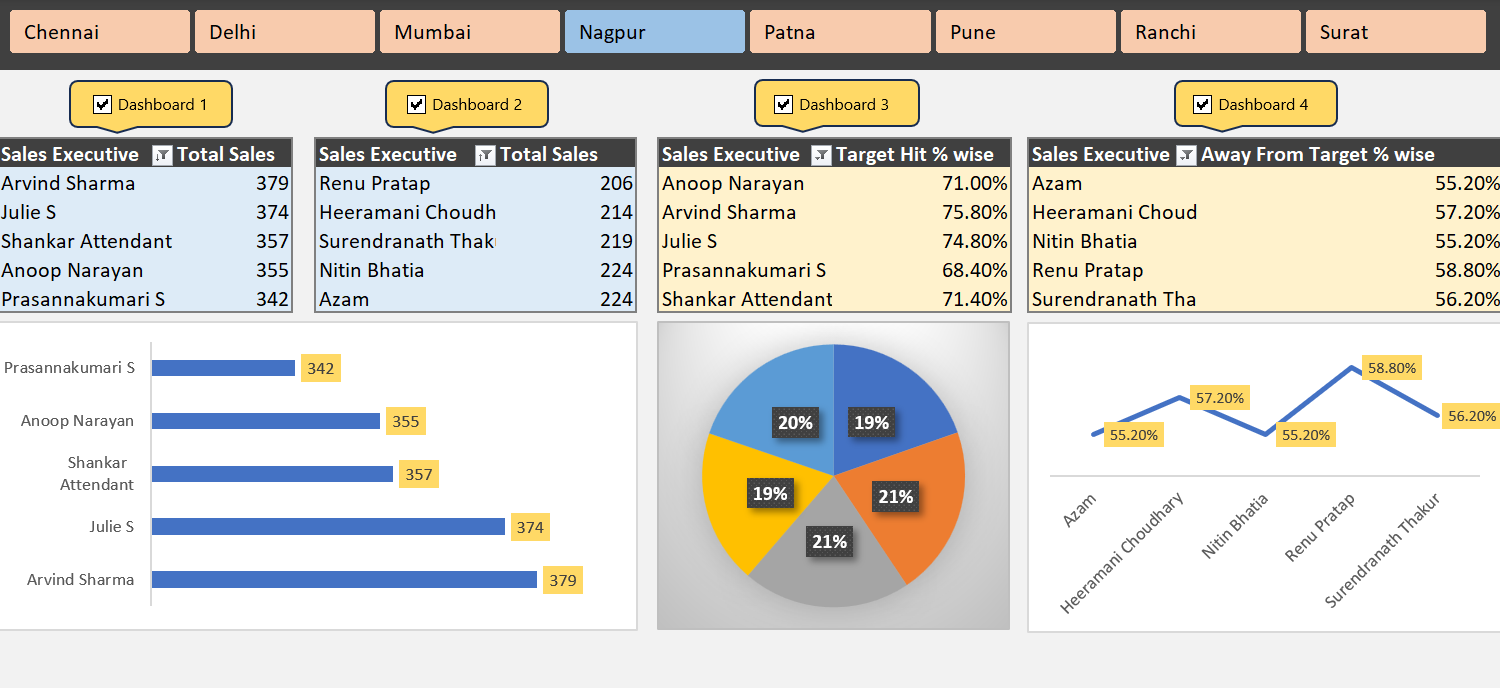 Chennai Delhi Mumbai Nagpur Patna Pune Ranchi Surat
Dashboard 1 Dashboard 2 Dashboard 3 Dashboard 4
Sales Executive Total Sales
Arvind Sharma 379
Julie S 374
Shankar Attendant 357
Anoop Narayan 355
Prasannakumari S 342
Sales Executive Total Sales
Renu Pratap 206
Heeramani Choudh 214
Surendranath Thak 219
Nitin Bhatia 224
Azam 224
Sales Executive Target Hit % wise
Anoop Narayan 71.00%
Arvind Sharma 75.80%
Julie S 74.80%
Prasannakumari S 68.40%
Shankar Attendant 71.40%
Sales Executive Away From Target % wise
Azam 55.20%
Heeramani Choud 57.20%
Nitin Bhatia 55.20%
Renu Pratap 58.80%
Surendranath Tha 56.20%
Prasannakumari S 342
Anoop Narayan 355
Shankar
Attendant 357
Julie S 374
Arvind Sharma 379
20% 19%
19% 21%
21%
58.80%
57.20%
56.20%
55.20% 55.20%
Azam
Heeramani Choudhary
Nitin Bhatia
Renu Pratap
Surendranath Thakur